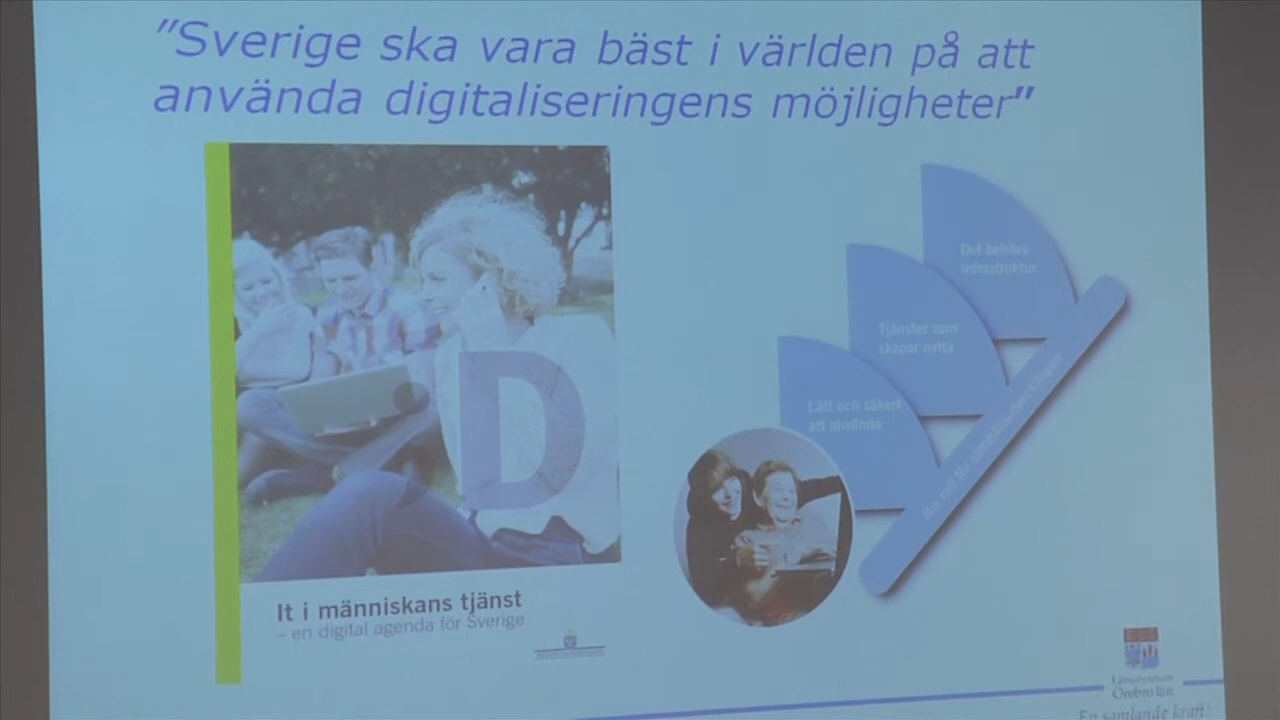 "Sverige ska vara bäst i världen på att
använda digitaliseringens möjligheter"
Det behövs
infrastruktur
Tjänster som
skapar nytta
Lätt och säkert
att använda
D
It i människans tjänst
– en digital agenda för Sverige
Länsstyrelsen
Örebro län
En samlande kraft!